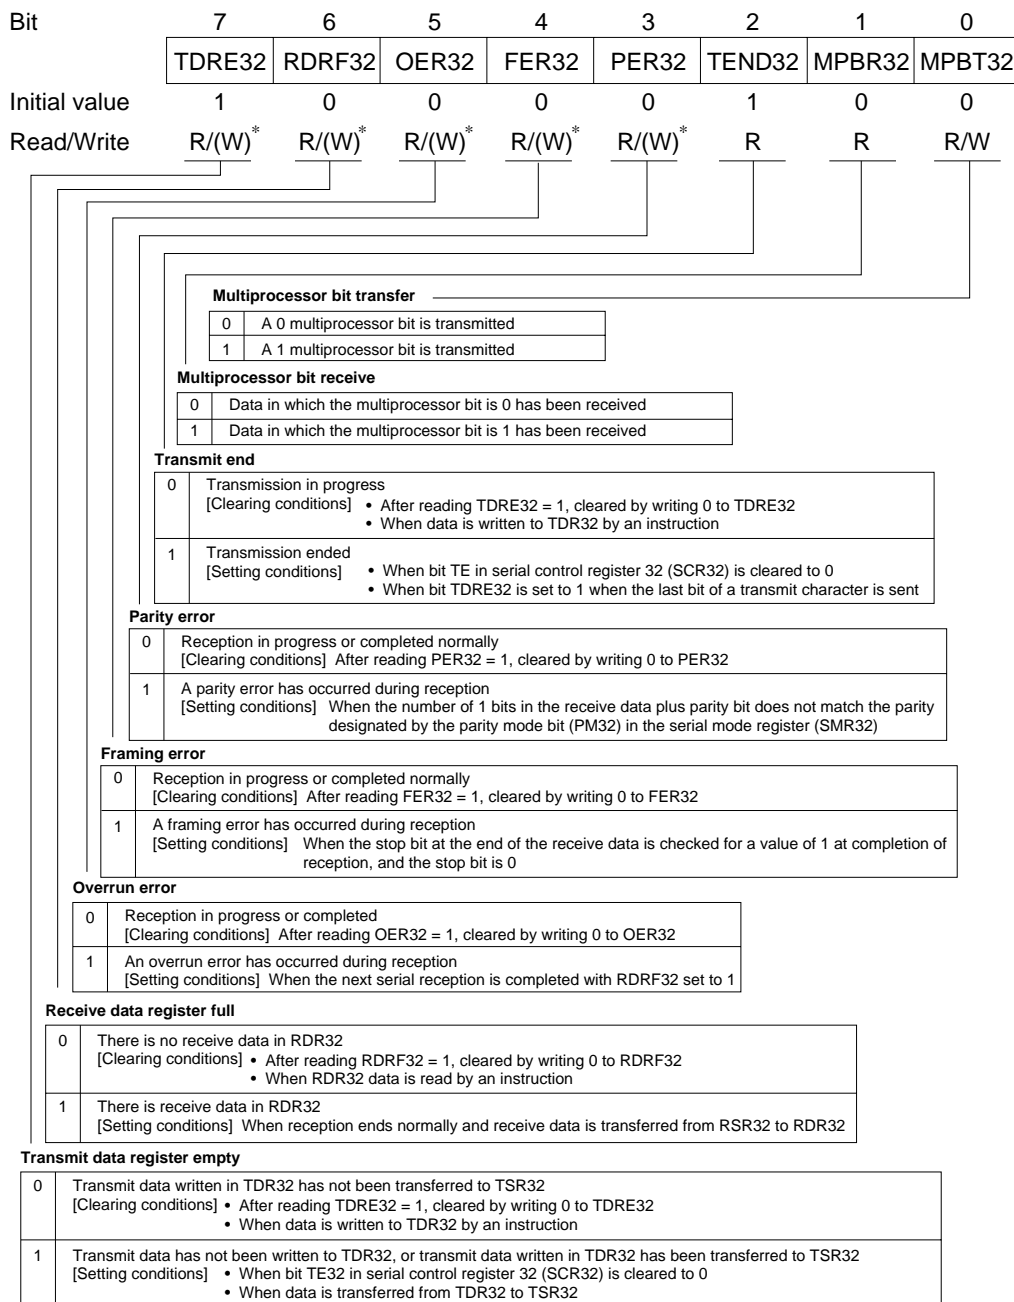 Bit 7 6 5 4 3 2 1 0
TDRE32 RDRF32 OER32 FER32 PER32 TEND32 MPBR32 MPBT32
Initial value 1 0 0 0 0 1 0 0
Read/Write R/(W)* R/(W)* R/(W)* R/(W)* R/(W)* R R R/W
Multiprocessor bit transfer
0 A 0 multiprocessor bit is transmitted
1 A 1 multiprocessor bit is transmitted
Multiprocessor bit receive
0 Data in which the multiprocessor bit is 0 has been received
1 Data in which the multiprocessor bit is 1 has been received
Transmit end
0 Transmission in progress
[Clearing conditions] • After reading TDRE32 = 1, cleared by writing 0 to TDRE32
• When data is written to TDR32 by an instruction
1 Transmission ended
[Setting conditions] • When bit TE in serial control register 32 (SCR32) is cleared to 0
• When bit TDRE32 is set to 1 when the last bit of a transmit character is sent
Parity error
0 Reception in progress or completed normally
[Clearing conditions] After reading PER32 = 1, cleared by writing 0 to PER32
1 A parity error has occurred during reception
[Setting conditions] When the number of 1 bits in the receive data plus parity bit does not match the parity
designated by the parity mode bit (PM32) in the serial mode register (SMR32)
Framing error
0 Reception in progress or completed normally
[Clearing conditions] After reading FER32 = 1, cleared by writing 0 to FER32
1 A framing error has occurred during reception
[Setting conditions] When the stop bit at the end of the receive data is checked for a value of 1 at completion of
reception, and the stop bit is 0
Overrun error
0 Reception in progress or completed
[Clearing conditions] After reading OER32 = 1, cleared by writing 0 to OER32
1 An overrun error has occurred during reception
[Setting conditions] When the next serial reception is completed with RDRF32 set to 1
Receive data register full
0 There is no receive data in RDR32
[Clearing conditions] • After reading RDRF32 = 1, cleared by writing 0 to RDRF32
• When RDR32 data is read by an instruction
1 There is receive data in RDR32
[Setting conditions] When reception ends normally and receive data is transferred from RSR32 to RDR32
Transmit data register empty
0 Transmit data written in TDR32 has not been transferred to TSR32
[Clearing conditions] • After reading TDRE32 = 1, cleared by writing 0 to TDRE32
• When data is written to TDR32 by an instruction
1 Transmit data has not been written to TDR32, or transmit data written in TDR32 has been transferred to TSR32
[Setting conditions] • When bit TE32 in serial control register 32 (SCR32) is cleared to 0
• When data is transferred from TDR32 to TSR32